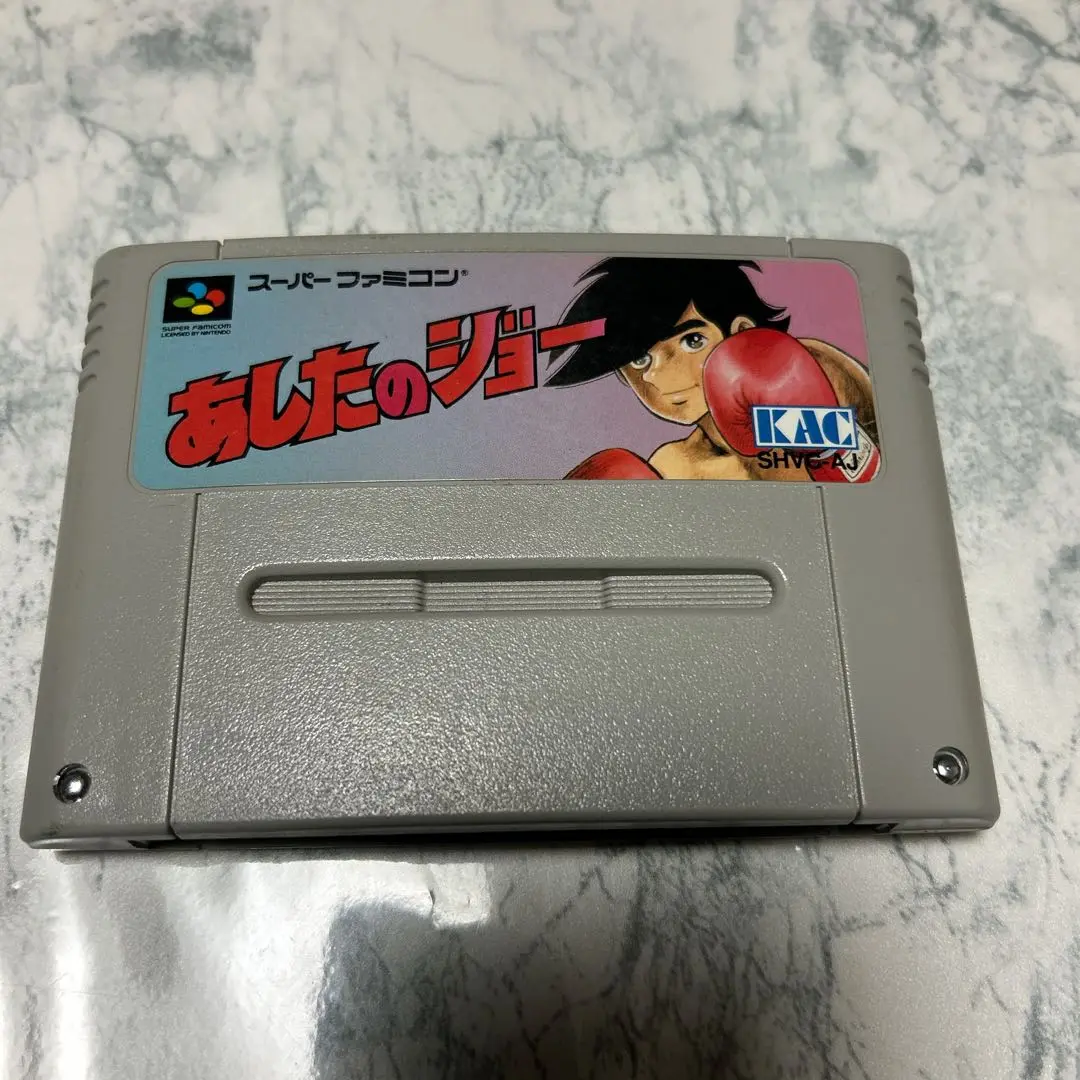 スーパーファミコン®
SUPER FAMICOM
LICENSED BY NINTENDO
あしたのジョー
KAC
SHVC-AJ